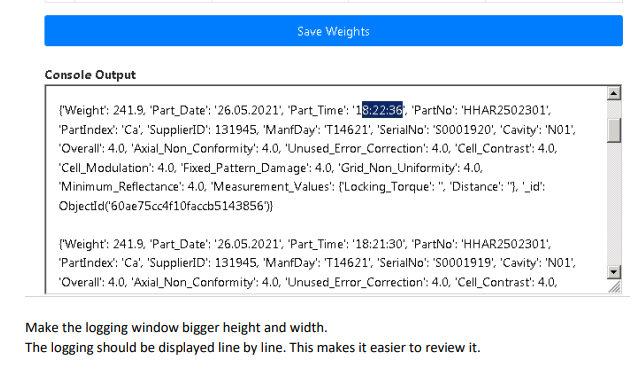 Save Weights
Console Output
{'Weight': 241.9, 'Part_Date': '26.05.2021', 'Part_Time': '18:22:36', 'PartNo': 'HHAR2502301',
'PartIndex': 'Ca', 'SupplierID': 131945, 'ManfDay': 'T14621', 'SerialNo': 'S0001920', 'Cavity': 'N01',
'Overall': 4.0, 'Axial_Non_Conformity': 4.0, 'Unused_Error_Correction': 4.0, 'Cell_Contrast': 4.0,
'Cell_Modulation': 4.0, 'Fixed_Pattern_Damage': 4.0, 'Grid_Non_Uniformity': 4.0,
'Minimum_Reflectance': 4.0, 'Measurement_Values': {'Locking_Torque': '', 'Distance': ''}, '_id':
ObjectId('60ae75cc4f10faccb5143856')}
{'Weight': 241.9, 'Part_Date': '26.05.2021', 'Part_Time': '18:21:30', 'PartNo': 'HHAR2502301',
'PartIndex': 'Ca', 'SupplierID': 131945, 'ManfDay': 'T14621', 'SerialNo': 'S0001919', 'Cavity': 'N01',
'Overall': 4.0, 'Axial_Non_Conformity': 4.0, 'Unused_Error_Correction': 4.0, 'Cell_Contrast': 4.0,
Make the logging window bigger height and width.
The logging should be displayed line by line. This makes it easier to review it.